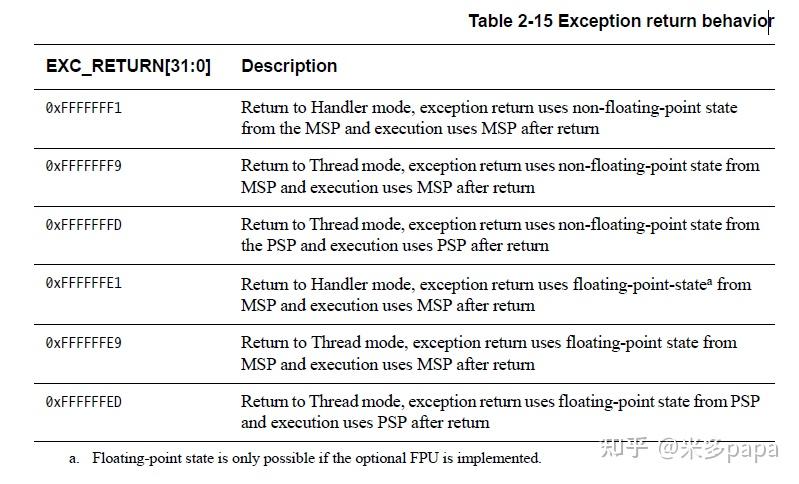 Table 2-15 Exception return behavior
EXC_RETURN[31:0] Description
0xFFFFFFF1 Return to Handler mode, exception return uses non-floating-point state
from the MSP and execution uses MSP after return
0xFFFFFFF9 Return to Thread mode, exception return uses non-floating-point state from
MSP and execution uses MSP after return
0xFFFFFFFD Return to Thread mode, exception return uses non-floating-point state from
the PSP and execution uses PSP after return
0xFFFFFFE1 Return to Handler mode, exception return uses floating-point-stateᵃ from
MSP and execution uses MSP after return
0xFFFFFFE9 Return to Thread mode, exception return uses floating-point state from
MSP and execution uses MSP after return
0xFFFFFFED Return to Thread mode, exception return uses floating-point state from PSP
and execution uses PSP after return
a. Floating-point state is only possible if the optional FPU is implemented.
知乎 @米多papa